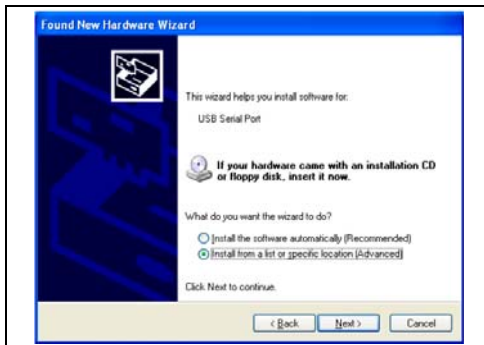 Found New Hardware Wizard
This wizard helps you install software for:
USB Serial Port
If your hardware came with an installation CD
or floppy disk, insert it now.
What do you want the wizard to do?
Install the software automatically (Recommended)
Install from a list or specific location (Advanced)
Click Next to continue.
< Back Next > Cancel